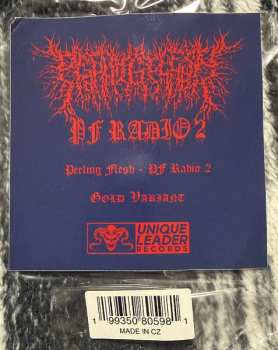 PEELINGFLESH
PF RADIO 2
Peeling Flesh - PF Radio 2
Gold Variant
UNIQUE
LEADER
RECORDS
1 99350 80598 1
MADE IN CZ